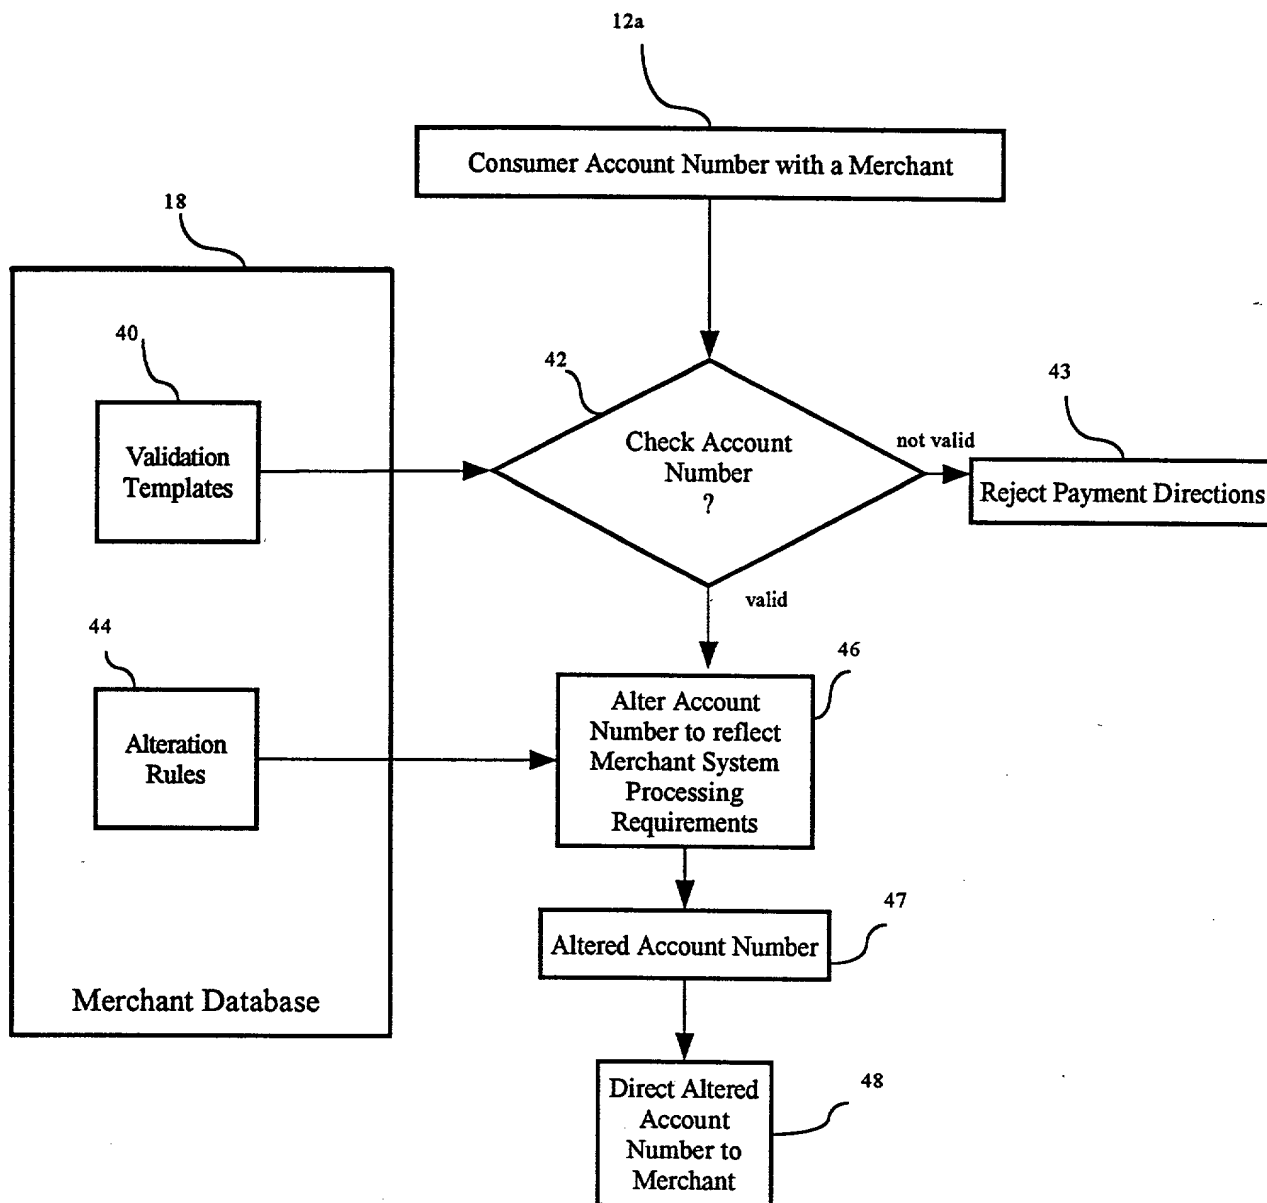 12a
Consumer Account Number with a Merchant
18
40
Validation
Templates
42
Check Account
Number
?
not valid
43
Reject Payment Directions
valid
44
Alteration
Rules
46
Alter Account
Number to reflect
Merchant System
Processing
Requirements
47
Altered Account Number
Merchant Database
48
Direct Altered
Account
Number to
Merchant